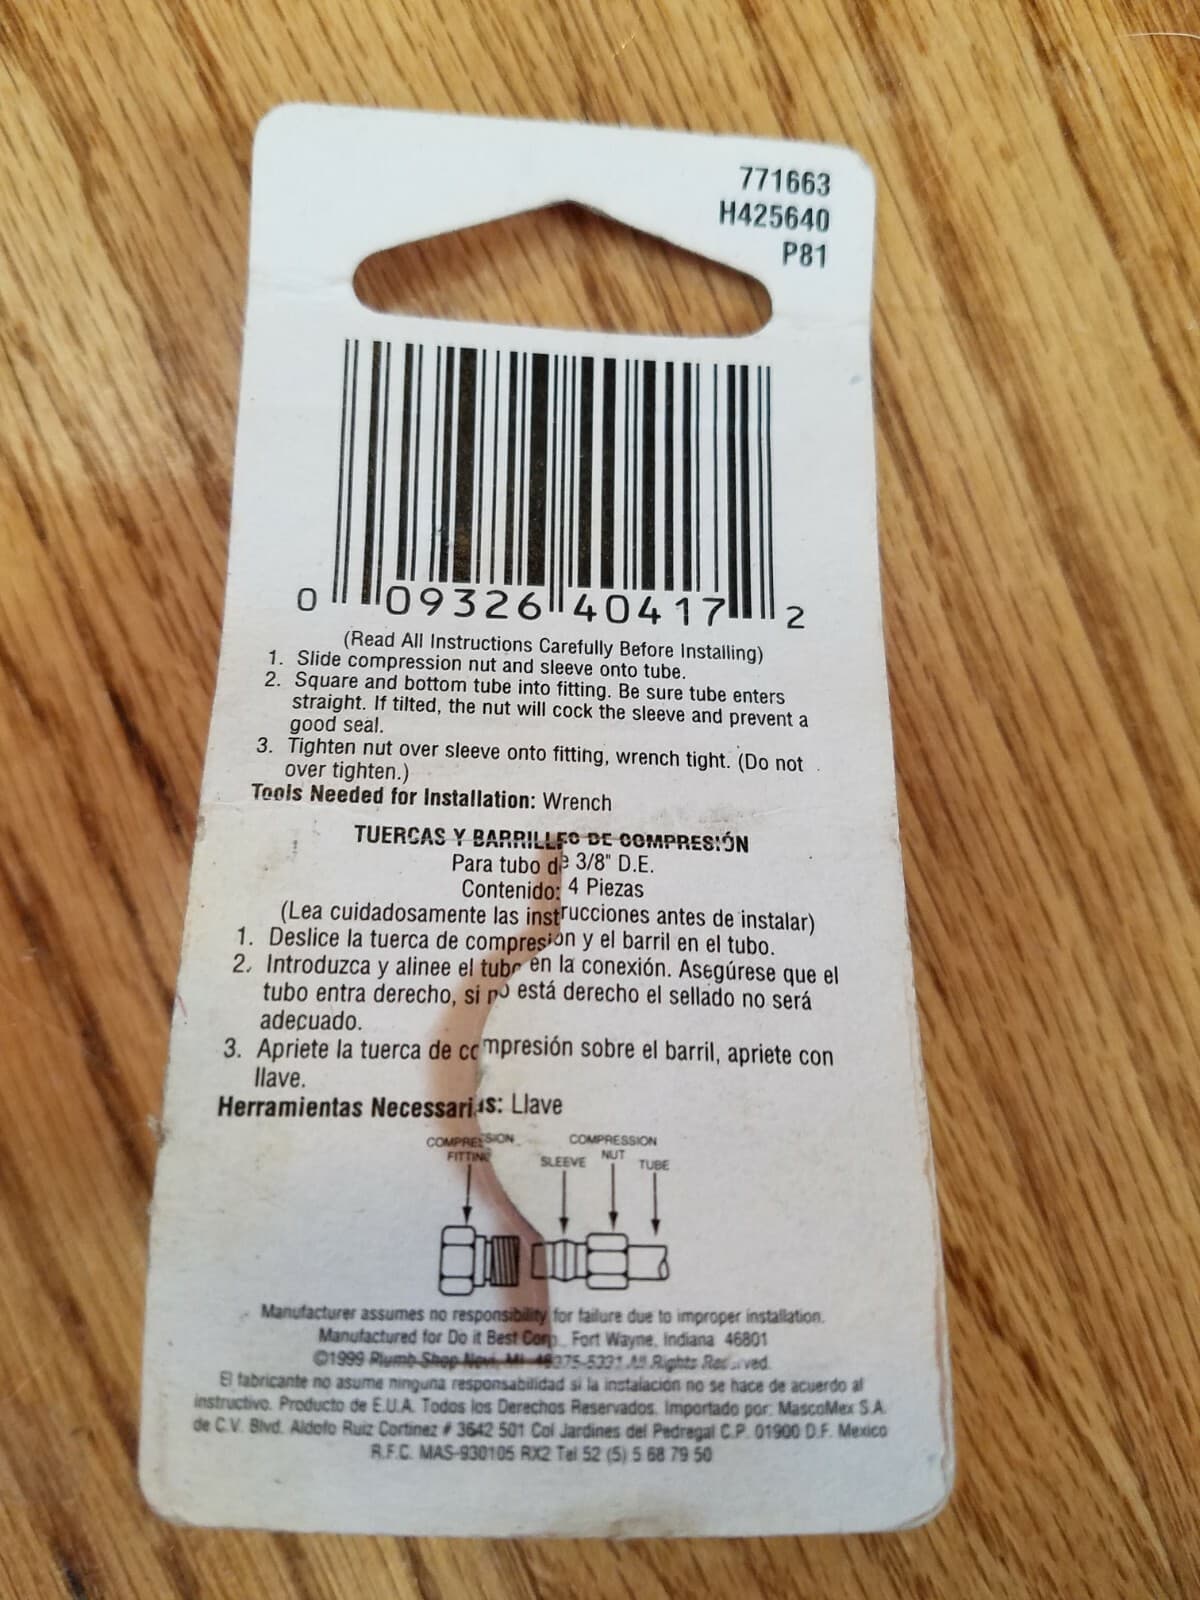 771663
H425640
P81
0 09326 40417 2
(Read All Instructions Carefully Before Installing)
1. Slide compression nut and sleeve onto tube.
2. Square and bottom tube into fitting. Be sure tube enters
straight. If tilted, the nut will cock the sleeve and prevent a
good seal.
3. Tighten nut over sleeve onto fitting, wrench tight. (Do not
over tighten.)
Tools Needed for Installation: Wrench
TUERCAS Y BARRILLES DE COMPRESIÓN
Para tubo de 3/8" D.E.
Contenido: 4 Piezas
(Lea cuidadosamente las instrucciones antes de instalar)
1. Deslice la tuerca de compresión y el barril en el tubo.
2. Introduzca y alinee el tubo en la conexión. Asegúrese que el
tubo entra derecho, si no está derecho el sellado no será
adecuado.
3. Apriete la tuerca de compresión sobre el barril, apriete con
llave.
Herramientas Necessarias: Llave
COMPRESSION
FITTING
SLEEVE
COMPRESSION
NUT
TUBE
Manufacturer assumes no responsibility for failure due to improper installation.
Manufactured for Do it Best Corp., Fort Wayne, Indiana 46801
©1999 Plumb Shop Novi, MI 48375-5331 All Rights Reserved.
El fabricante no asume ninguna responsabilidad si la instalación no se hace de acuerdo al
instructivo. Producto de E.U.A. Todos los Derechos Reservados. Importado por: MascoMex S.A.
de C.V. Blvd. Aldofo Ruiz Cortinez # 3642 501 Col Jardines del Pedregal C.P. 01900 D.F. Mexico
R.F.C. MAS-930105 RX2 Tel 52 (5) 5 68 79 50